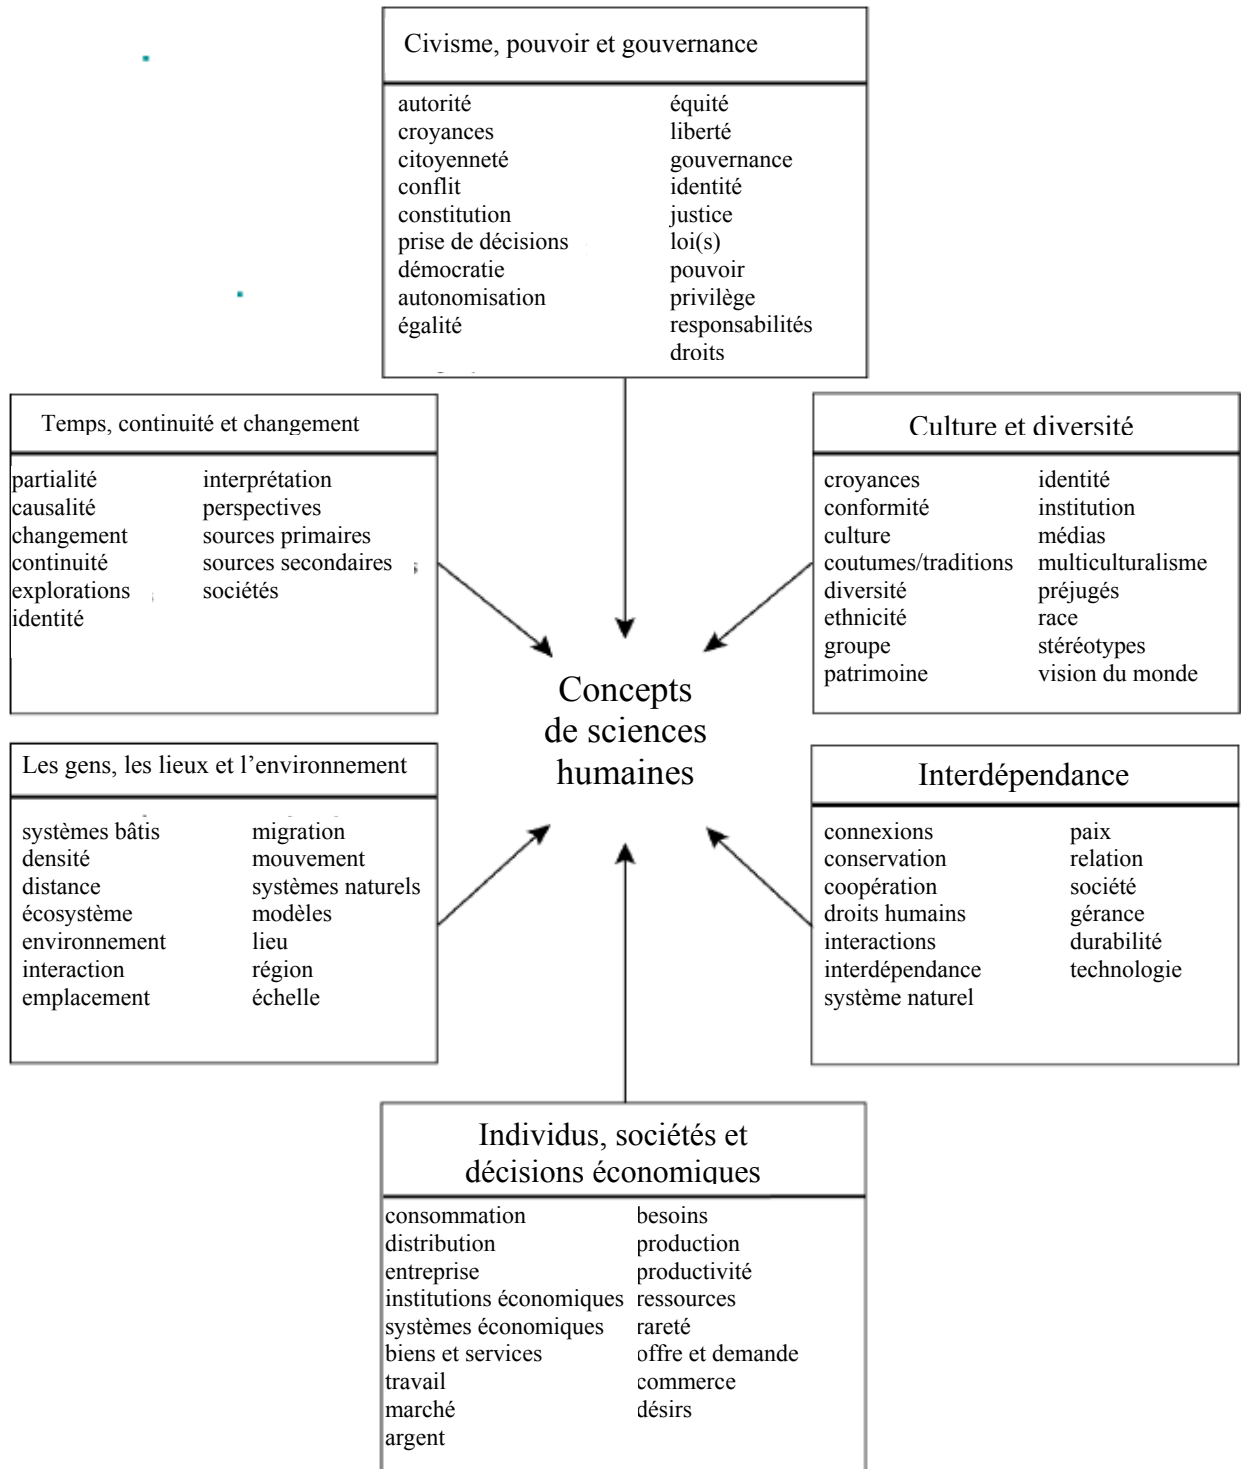 Civisme, pouvoir et gouvernance
autorité
croyances
citoyenneté
conflit
constitution
prise de décisions
démocratie
autonomisation
égalité
équité
liberté
gouvernance
identité
justice
loi(s)
pouvoir
privilège
responsabilités
droits
Temps, continuité et changement
partialité
causalité
changement
continuité
explorations
identité
interprétation
perspectives
sources primaires
sources secondaires
sociétés
Culture et diversité
croyances
conformité
culture
coutumes/traditions
diversité
ethnicité
groupe
patrimoine
identité
institution
médias
multiculturalisme
préjugés
race
stéréotypes
vision du monde
Concepts
de sciences
humaines
Les gens, les lieux et l’environnement
systèmes bâtis
densité
distance
écosystème
environnement
interaction
emplacement
migration
mouvement
systèmes naturels
modèles
lieu
région
échelle
Interdépendance
connexions
conservation
coopération
droits humains
interactions
interdépendance
système naturel
paix
relation
société
gérance
durabilité
technologie
Individus, sociétés et
décisions économiques
consommation
distribution
entreprise
institutions économiques
systèmes économiques
biens et services
travail
marché
argent
besoins
production
productivité
ressources
rareté
offre et demande
commerce
désirs